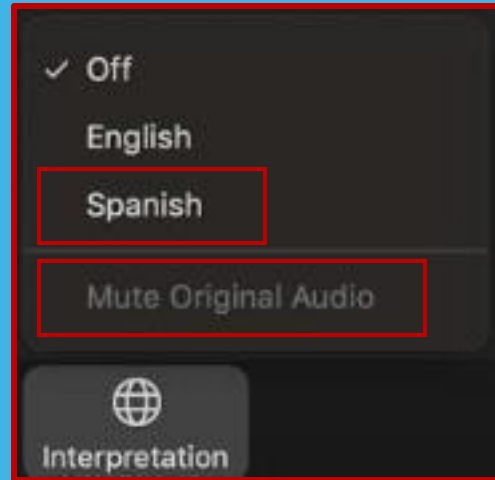 Off
English
Spanish
Mute Original Audio
Interpretation